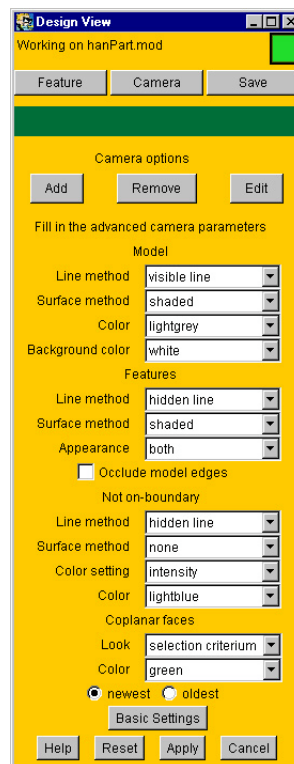 Design View
Working on hanPart.mod
Feature Camera Save
Camera options
Add Remove Edit
Fill in the advanced camera parameters
Model
Line method visible line
Surface method shaded
Color lightgrey
Background color white
Features
Line method hidden line
Surface method shaded
Appearance both
Occlude model edges
Not on-boundary
Line method hidden line
Surface method none
Color setting intensity
Color lightblue
Coplanar faces
Look selection criterium
Color green
newest oldest
Basic Settings
Help Reset Apply Cancel